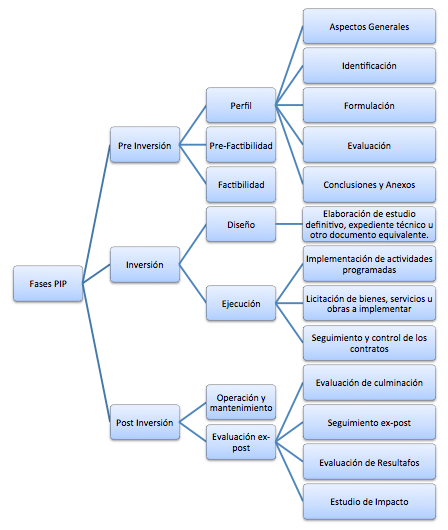 Fases PIP
Pre Inversión
Perfil
Aspectos Generales
Identificación
Formulación
Evaluación
Conclusiones y Anexos
Pre-Factibilidad
Factibilidad
Inversión
Diseño
Elaboración de estudio
definitivo, expediente técnico u
otro documento equivalente.
Ejecución
Implementación de actividades
programadas
Licitación de bienes, servicios u
obras a implementar
Seguimiento y control de los
contratos
Post Inversión
Operación y
mantenimiento
Evaluación ex-
post
Evaluación de culminación
Seguimiento ex-post
Evaluación de Resultafos
Estudio de Impacto